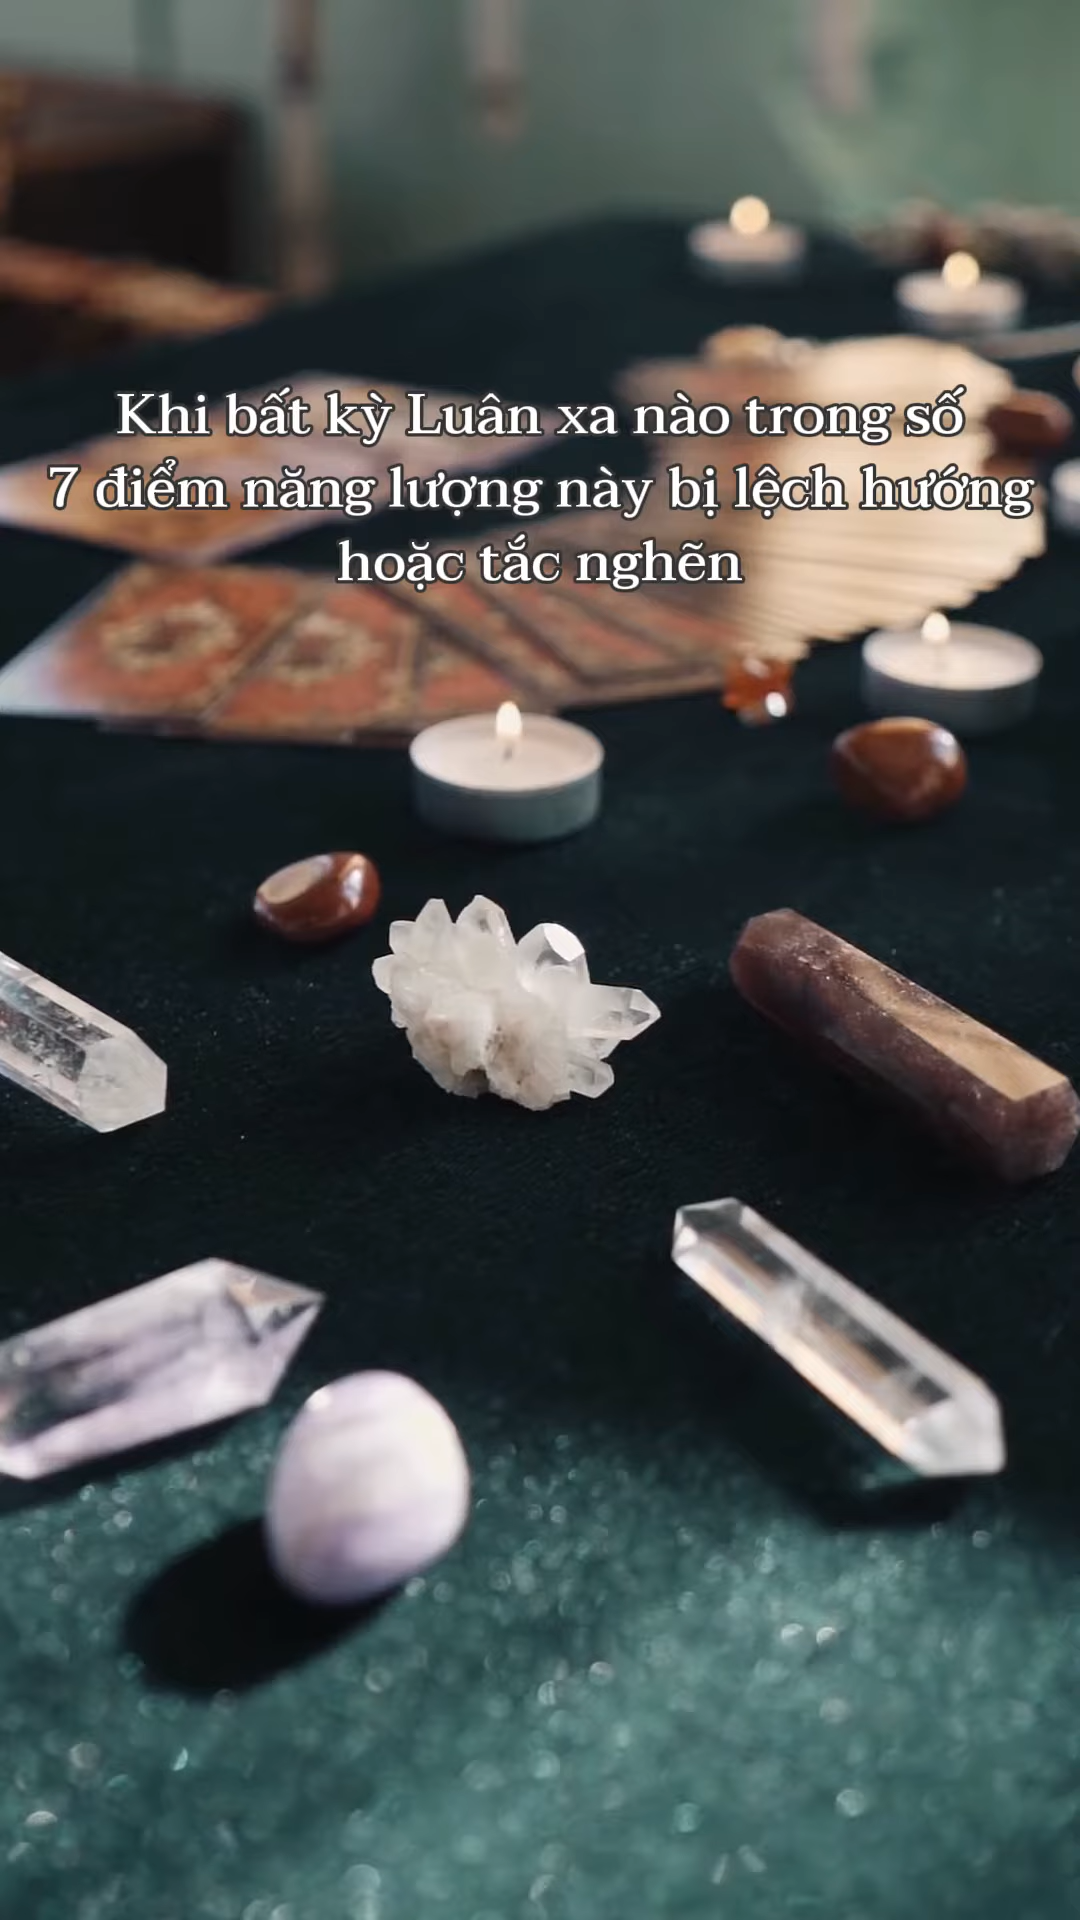 Khi bất kỳ Luân xa nào trong số
7 điểm năng lượng này bị lệch hướng
hoặc tắc nghẽn